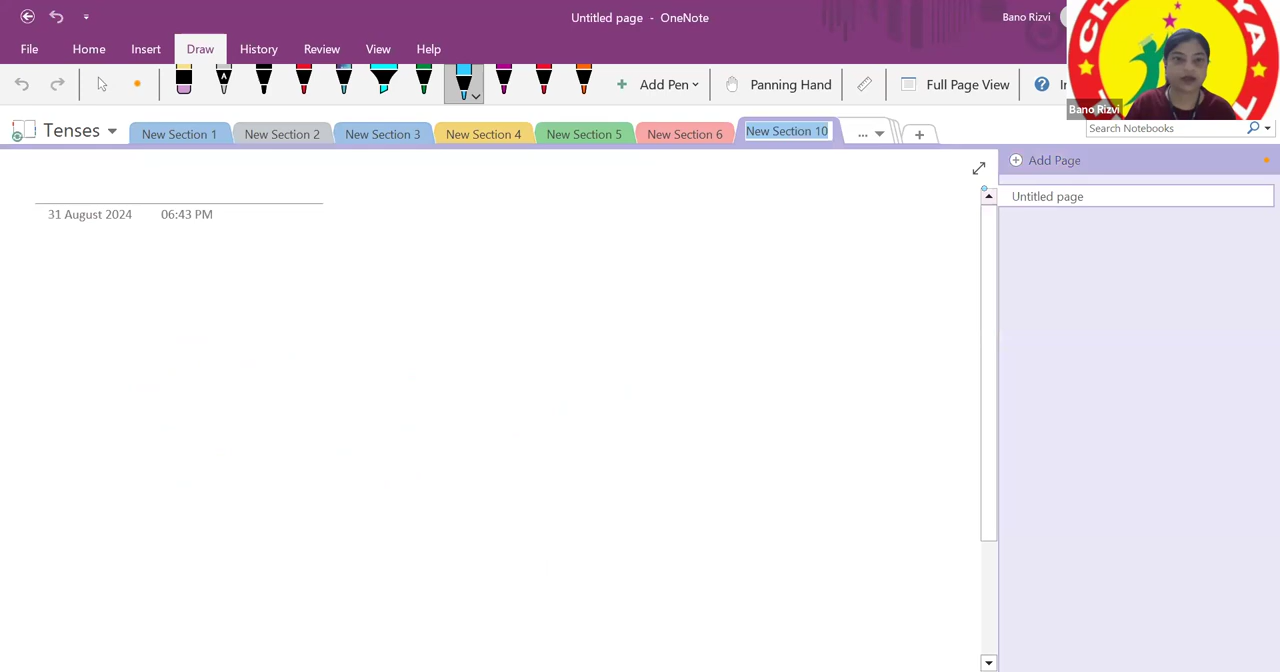 Untitled page - OneNote
Bano Rizvi
File Home Insert Draw History Review View Help
Add Pen Panning Hand Full Page View
Bano Rizvi
Tenses New Section 1 New Section 2 New Section 3 New Section 4 New Section 5 New Section 6 New Section 10 ...
Search Notebooks
Add Page
Untitled page
31 August 2024 06:43 PM